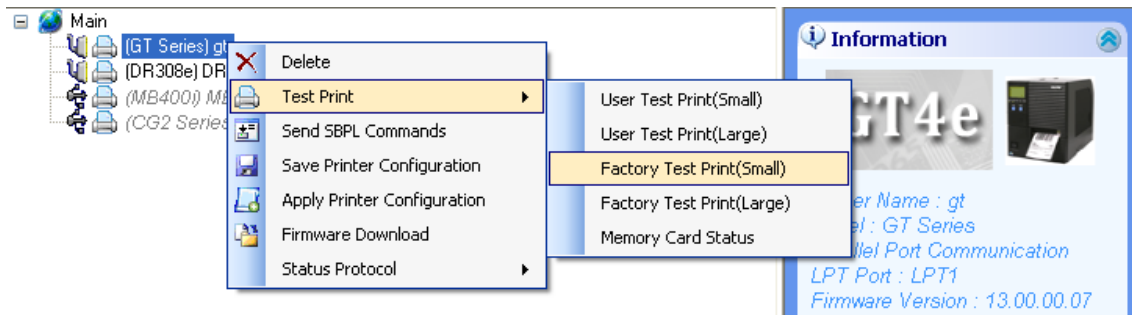 Main
(GT Series) gt
(DR308e) DR
(MB400i) MB
(CG2 Series
Delete
Test Print
Send SBPL Commands
Save Printer Configuration
Apply Printer Configuration
Firmware Download
Status Protocol
User Test Print(Small)
User Test Print(Large)
Factory Test Print(Small)
Factory Test Print(Large)
Memory Card Status
Information
GT4e
er Name : gt
el : GT Series
llel Port Communication
LPT Port : LPT1
Firmware Version : 13.00.00.07